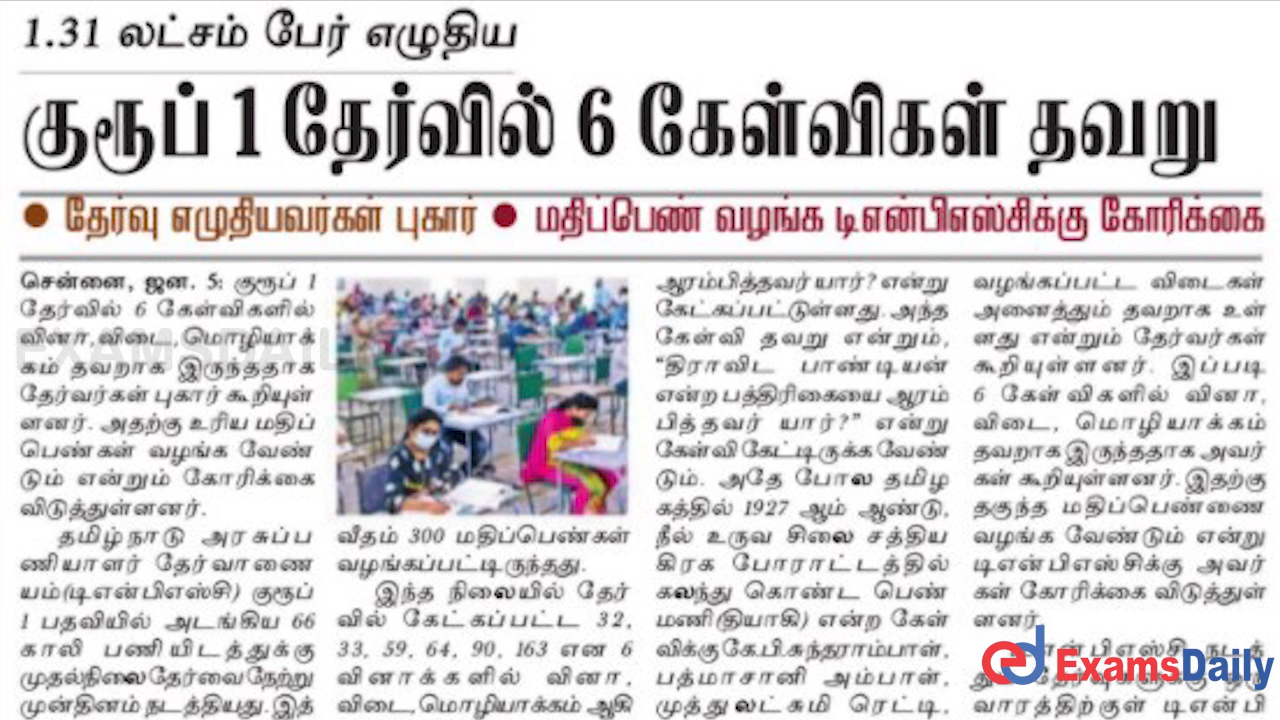 1.31 லட்சம் பேர் எழுதிய
குரூப் 1 தேர்வில் 6 கேள்விகள் தவறு
● தேர்வு எழுதியவர்கள் புகார் ● மதிப்பெண் வழங்க டிஎன்பிஎஸ்சிக்கு கோரிக்கை
சென்னை, ஜன. 5: குரூப் 1
தேர்வில் 6 கேள்விகளில்
வினா, விடை, மொழியாக்
கம் தவறாக இருந்ததாக
தேர்வர்கள் புகார் கூறியுள்
ளனர். அதற்கு உரிய மதிப்
பெண்கள் வழங்க வேண்
டும் என்றும் கோரிக்கை
விடுத்துள்ளனர்.
தமிழ்நாடு அரசுப்ப
ணியாளர் தேர்வாணை
யம்(டிஎன்பிஎஸ்சி) குரூப்
1 பதவியில் அடங்கிய 66
காலி பணியிடத்துக்கு
முதல்நிலை தேர்வை நேற்று
முன்தினம் நடத்தியது. இத்
வீதம் 300 மதிப்பெண்கள்
வழங்கப்பட்டிருந்தது.
இந்த நிலையில் தேர்
வில் கேட்கப்பட்ட 32,
33, 59, 64, 90, 163 என 6
வினாக்களில் வினா,
விடை, மொழியாக்கம் ஆகி
ஆரம்பித்தவர் யார்? என்று
கேட்கப்பட்டுள்ளது. அந்த
கேள்வி தவறு என்றும்,
“திராவிட பாண்டியன்
என்ற பத்திரிகையை ஆரம்
பித்தவர் யார்?” என்று
கேள்வி கேட்டிருக்க வேண்
டும். அதே போல தமிழ
கத்தில் 1927 ஆம் ஆண்டு,
நீல் உருவ சிலை சத்திய
கிரக போராட்டத்தில்
கலந்து கொண்ட பெண்
மணி(தியாகி) என்ற கேள்
விக்கு கே.பி.சுந்தராம்பாள்,
பத்மாசானி அம்பாள்,
முத்து லட்சுமி ரெட்டி,
வழங்கப்பட்ட விடைகள்
அனைத்தும் தவறாக உள்
ளது என்றும் தேர்வர்கள்
கூறியுள்ளனர். இப்படி
6 கேள்விகளில் வினா,
விடை, மொழியாக்கம்
தவறாக இருந்ததாக அவர்
கள் கூறியுள்ளனர். இதற்கு
தகுந்த மதிப்பெண்ணை
வழங்க வேண்டும் என்று
டிஎன்பிஎஸ்சிக்கு அவர்
கள் கோரிக்கை விடுத்துள்
ளனர்.
வாரத்திற்குள் டிஎன்பி
EXAMSDAILY
ExamsDaily